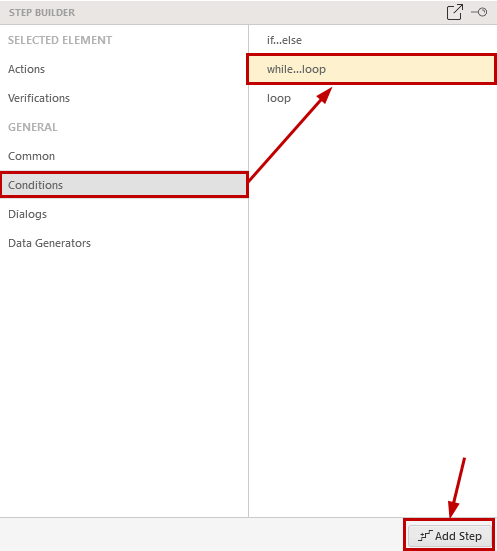 STEP BUILDER
SELECTED ELEMENT
Actions
Verifications
GENERAL
Common
Conditions
Dialogs
Data Generators
if...else
while...loop
loop
Add Step